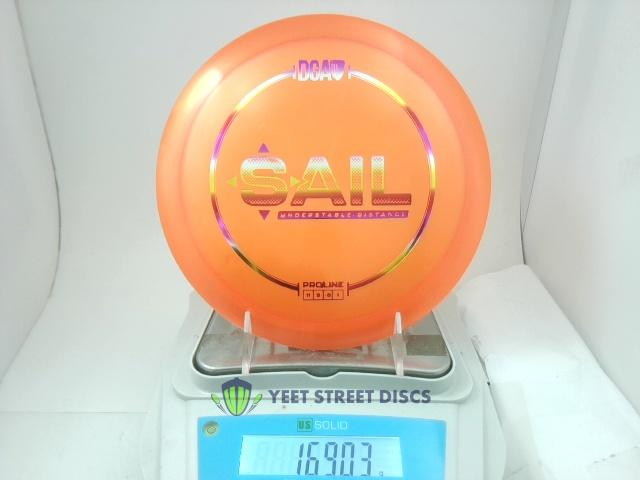 DGA
SAIL
UNDERSTABLE-DISTANCE
PROLINE
YEET STREET DISCS
US SOLID
169.03 g